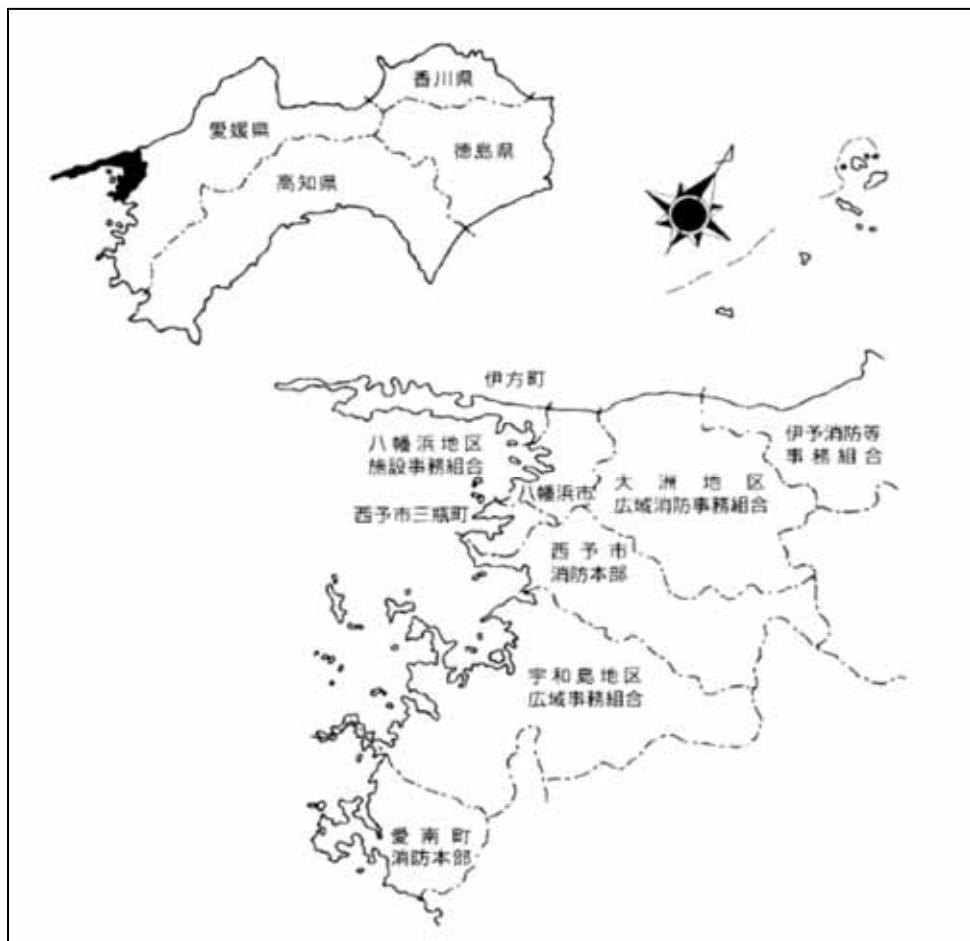 香川県
愛媛県
徳島県
高知県
伊方町
八幡浜地区
施設事務組合
伊予消防等
事務組合
大洲地区
広域消防事務組合
八幡浜市
西予市三瓶町
西予市
消防本部
宇和島地区
広域事務組合
愛南町
消防本部